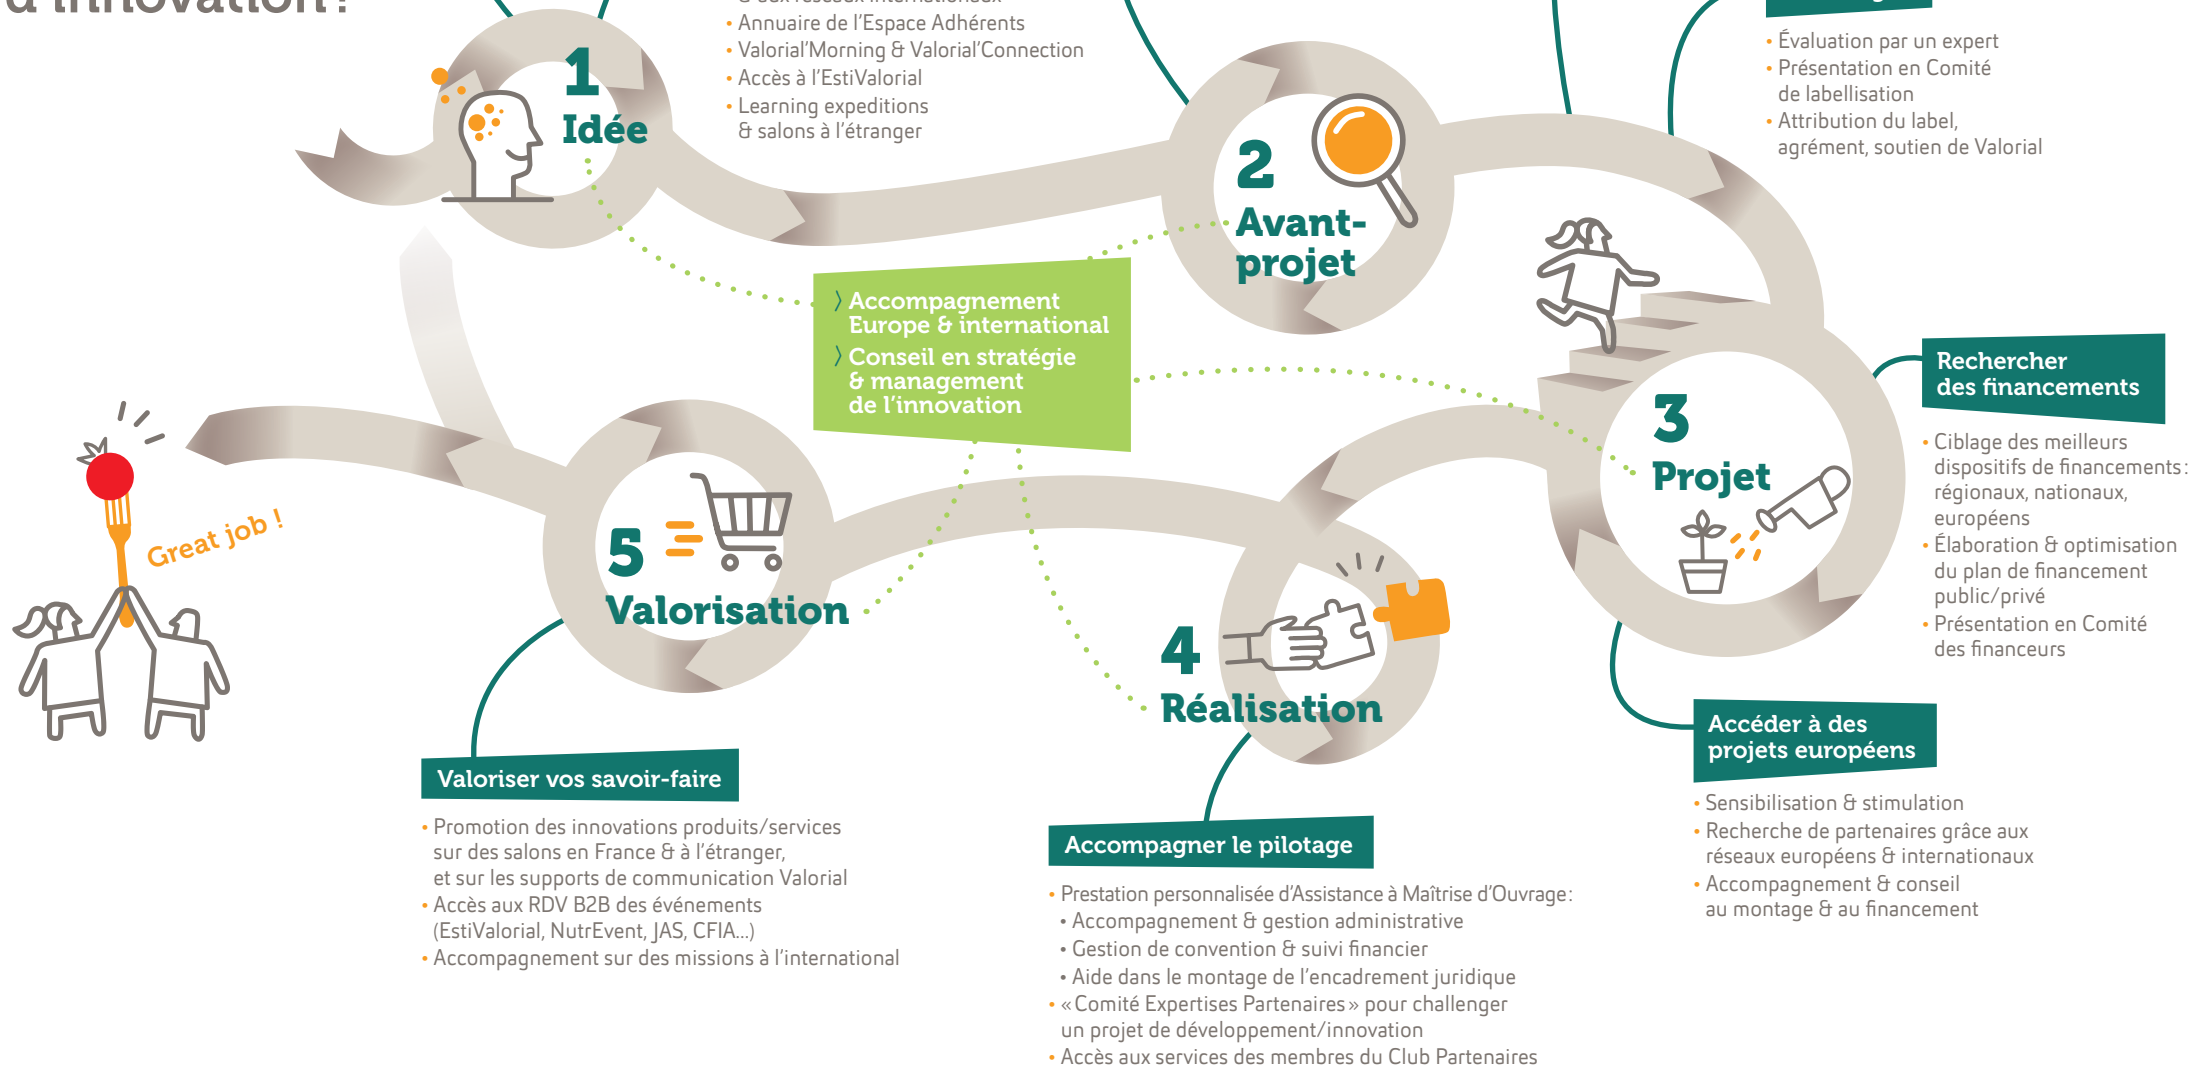 d'innovation !
& aux réseaux internationaux
• Annuaire de l'Espace Adhérents
• Valorial'Morning & Valorial'Connection
• Accès à l'EstiValorial
• Learning expeditions
& salons à l'étranger
• Évaluation par un expert
• Présentation en Comité
de labellisation
• Attribution du label,
agrément, soutien de Valorial
1
Idée
2
Avant-
projet
〉Accompagnement
Europe & international
〉Conseil en stratégie
& management
de l'innovation
3
Projet
Rechercher
des financements
• Ciblage des meilleurs
dispositifs de financements :
régionaux, nationaux,
européens
• Élaboration & optimisation
du plan de financement
public/privé
• Présentation en Comité
des financeurs
Great job !
5
Valorisation
4
Réalisation
Accéder à des
projets européens
• Sensibilisation & stimulation
• Recherche de partenaires grâce aux
réseaux européens & internationaux
• Accompagnement & conseil
au montage & au financement
Valoriser vos savoir-faire
• Promotion des innovations produits/services
sur des salons en France & à l'étranger,
et sur les supports de communication Valorial
• Accès aux RDV B2B des événements
(EstiValorial, NutrEvent, JAS, CFIA...)
• Accompagnement sur des missions à l'international
Accompagner le pilotage
• Prestation personnalisée d'Assistance à Maîtrise d'Ouvrage :
• Accompagnement & gestion administrative
• Gestion de convention & suivi financier
• Aide dans le montage de l'encadrement juridique
• « Comité Expertises Partenaires » pour challenger
un projet de développement/innovation
• Accès aux services des membres du Club Partenaires